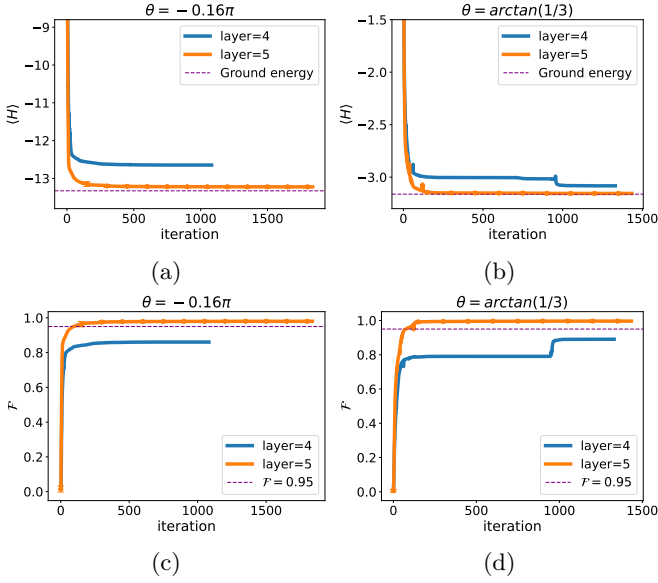 θ = −0.16π
⟨H⟩
−9
−10
−11
−12
−13
layer=4
layer=5
Ground energy
0 500 1000 1500
iteration
(a)
θ = arctan(1/3)
⟨H⟩
−1.5
−2.0
−2.5
−3.0
layer=4
layer=5
Ground energy
0 500 1000 1500
iteration
(b)
θ = −0.16π
ℱ
1.0
0.8
0.6
0.4
0.2
0.0
layer=4
layer=5
ℱ = 0.95
0 500 1000 1500
iteration
(c)
θ = arctan(1/3)
ℱ
1.0
0.8
0.6
0.4
0.2
0.0
layer=4
layer=5
ℱ = 0.95
0 500 1000 1500
iteration
(d)